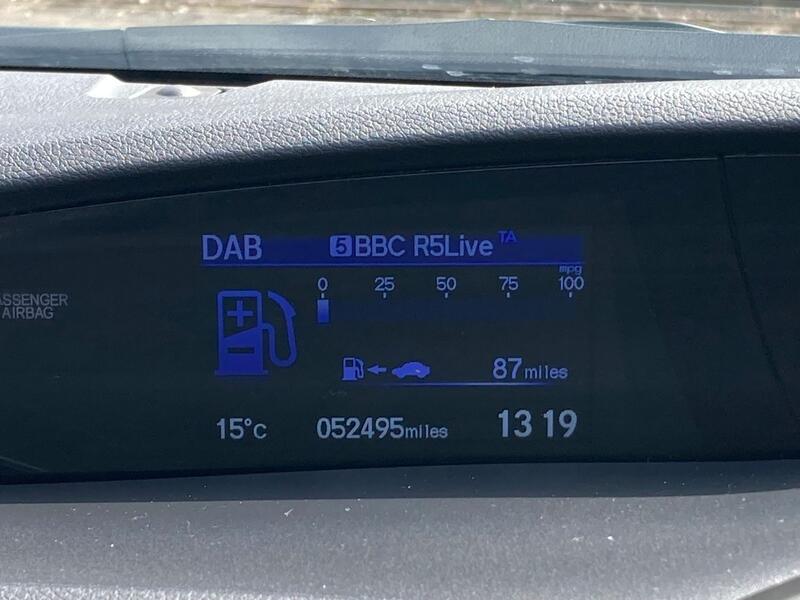 DAB 5 BBC R5Live TA
mpg
0 25 50 75 100
AIRBAG
87 miles
15°C 052495 miles 13 19